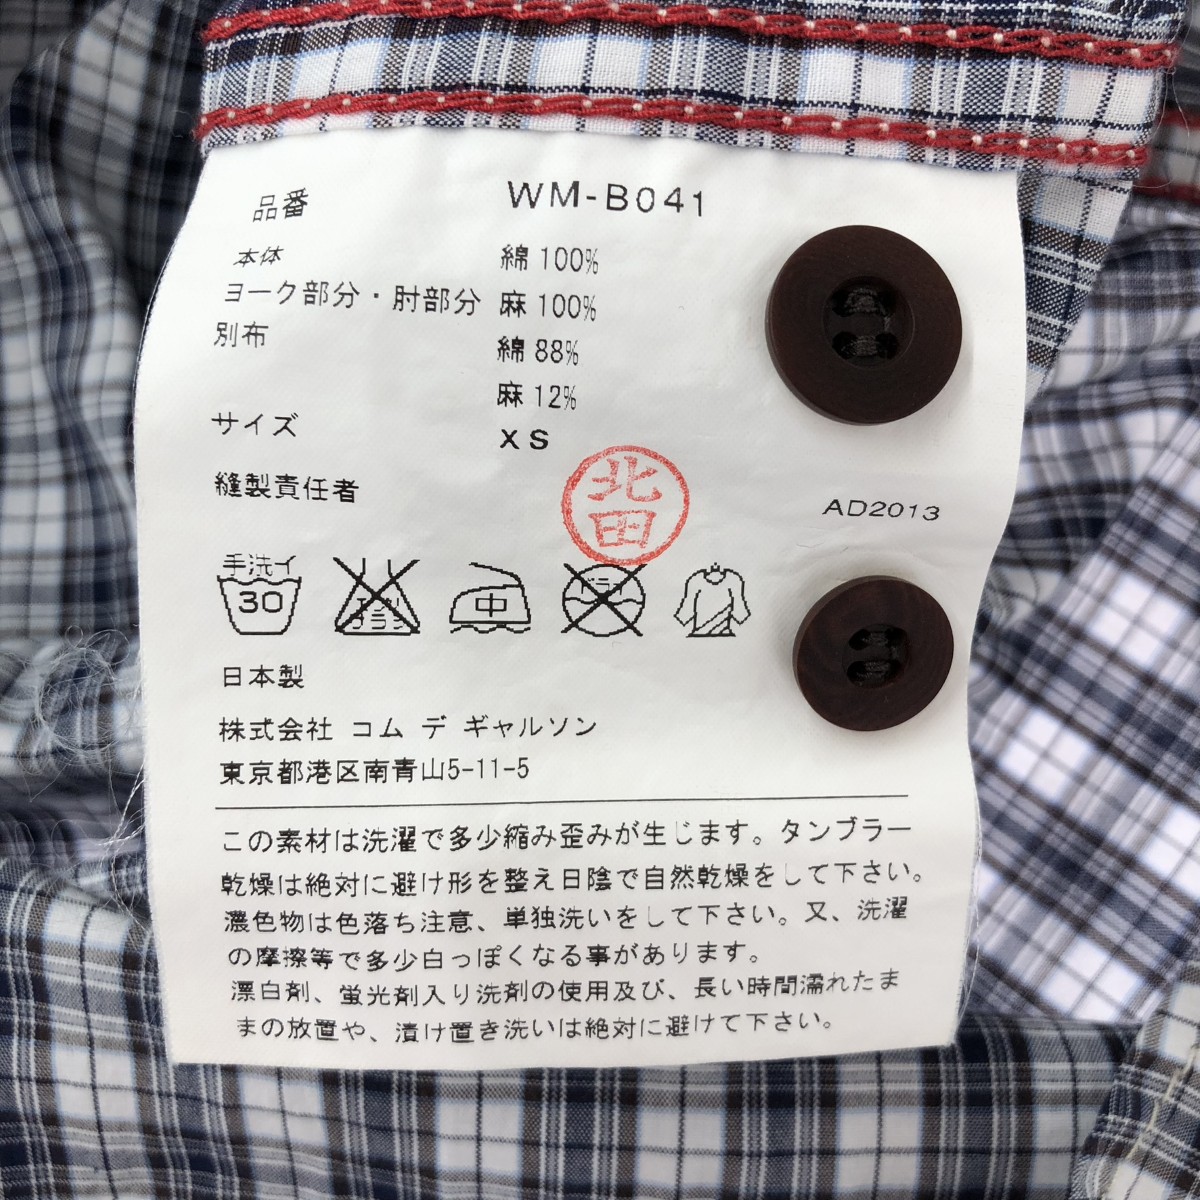 品番 WM-B041
本体 綿 100%
ヨーク部分・肘部分 麻 100%
別布 綿 88%
麻 12%
サイズ XS
縫製責任者 北田
AD2013
手洗イ
30 エンソサラシ 中 ドライ
日本製
株式会社 コム デ ギャルソン
東京都港区南青山5-11-5
この素材は洗濯で多少縮み歪みが生じます。タンブラー
乾燥は絶対に避け形を整え日陰で自然乾燥をして下さい。
濃色物は色落ち注意、単独洗いをして下さい。又、洗濯
の摩擦等で多少白っぽくなる事があります。
漂白剤、蛍光剤入り洗剤の使用及び、長い時間濡れたま
まの放置や、漬け置き洗いは絶対に避けて下さい。